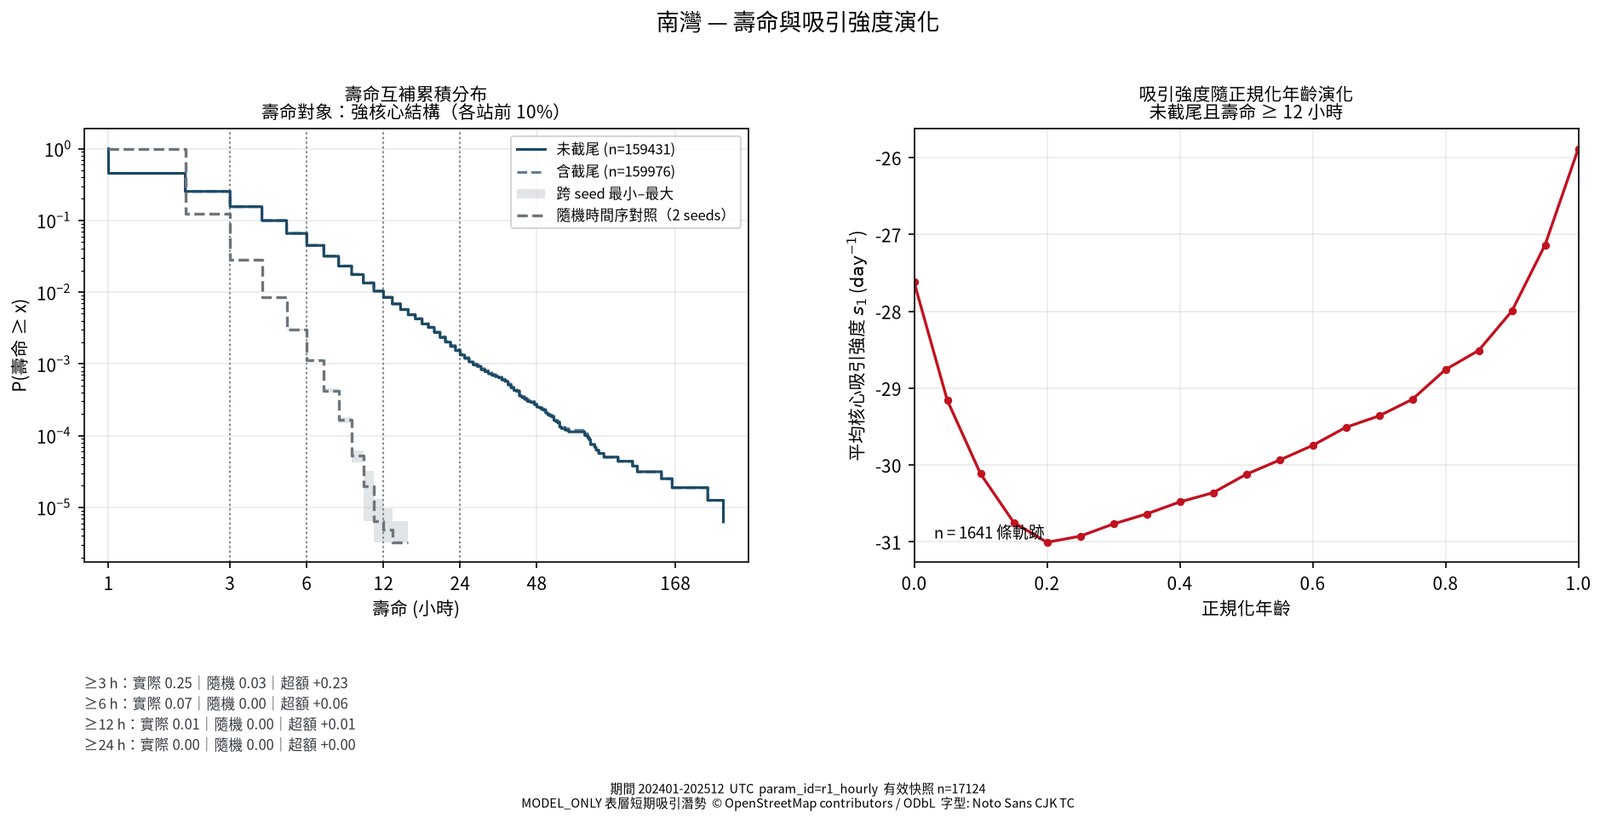 南灣 — 壽命與吸引強度演化
壽命互補累積分布
壽命對象：強核心結構（各站前 10%）
P(壽命 ≥ x)
10⁰
10⁻¹
10⁻²
10⁻³
10⁻⁴
10⁻⁵
未截尾 (n=159431)
含截尾 (n=159976)
跨 seed 最小–最大
隨機時間序對照（2 seeds）
1 3 6 12 24 48 168
壽命 (小時)
吸引強度隨正規化年齡演化
未截尾且壽命 ≥ 12 小時
平均核心吸引強度 s₁ (day⁻¹)
-26
-27
-28
-29
-30
-31
n = 1641 條軌跡
0.0 0.2 0.4 0.6 0.8 1.0
正規化年齡
≥3 h：實際 0.25｜隨機 0.03｜超額 +0.23
≥6 h：實際 0.07｜隨機 0.00｜超額 +0.06
≥12 h：實際 0.01｜隨機 0.00｜超額 +0.01
≥24 h：實際 0.00｜隨機 0.00｜超額 +0.00
期間 202401-202512 UTC param_id=r1_hourly 有效快照 n=17124
MODEL_ONLY 表層短期吸引潛勢 © OpenStreetMap contributors / ODbL 字型: Noto Sans CJK TC